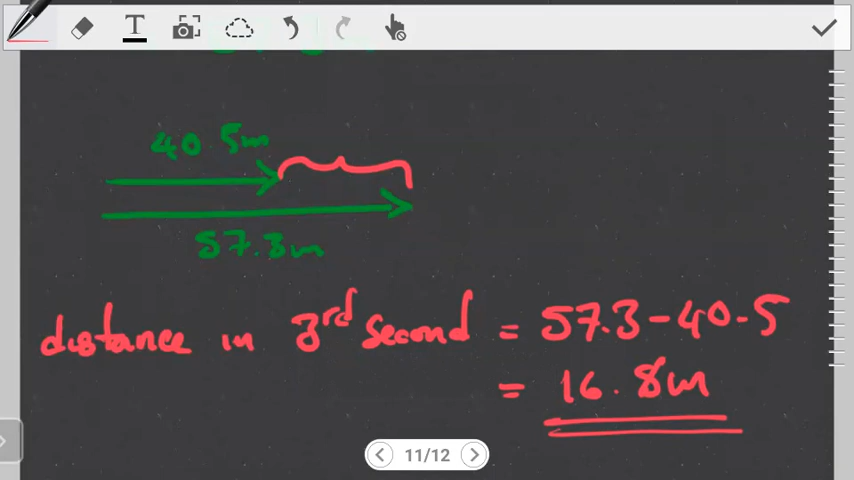 T
40.5m
57.3m
distance in 3rd second = 57.3-40.5
= 16.8m
11/12